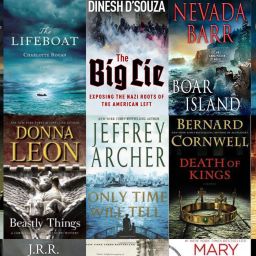 The
LIFEBOAT
CHARLOTTE ROGAN
DINESH D'SOUZA
The
Big Lie
EXPOSING THE NAZI ROOTS OF
THE AMERICAN LEFT
NEVADA
BARR
BOAR
ISLAND
DONNA
LEON
Beastly Things
JEFFREY
ARCHER
ONLY TIME
WILL TELL
BERNARD
CORNWELL
DEATH OF
KINGS
J.R.R.
MARY